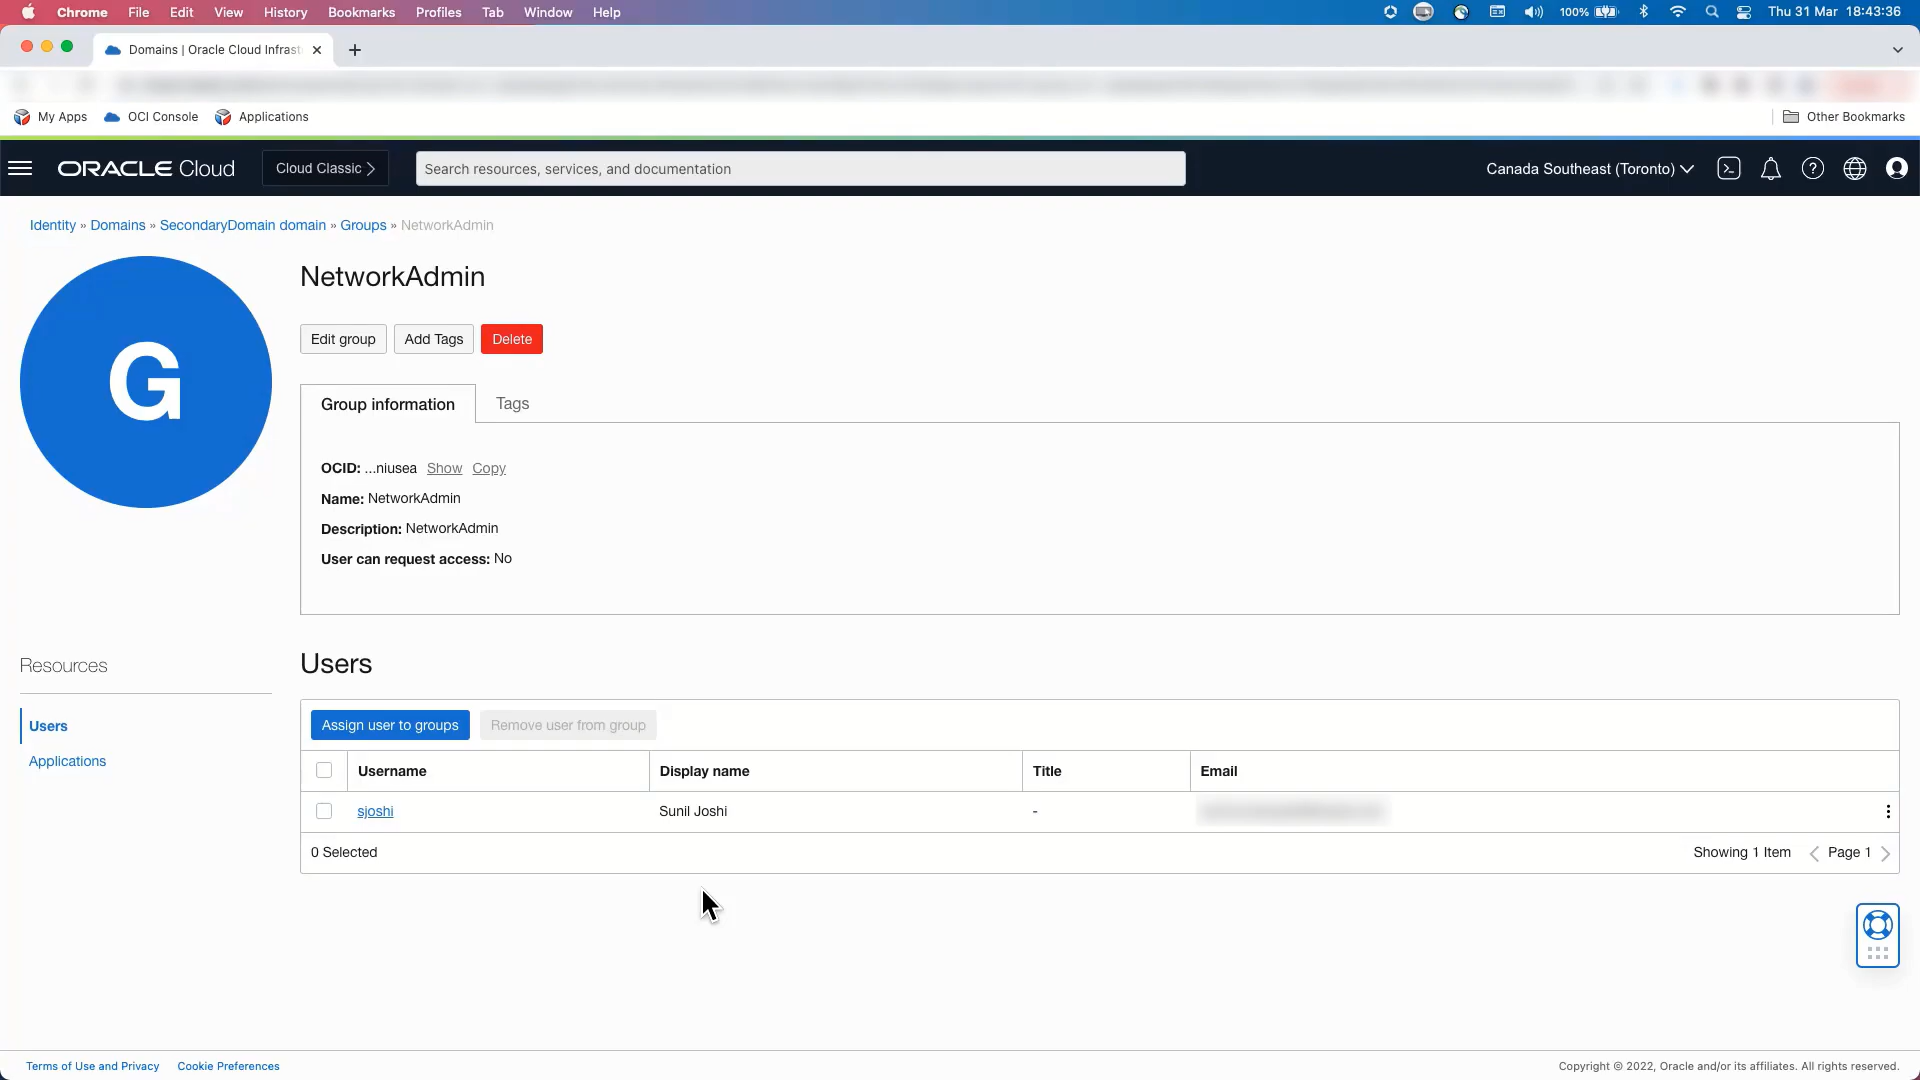 Chrome File Edit View History Bookmarks Profiles Tab Window Help 100% Thu 31 Mar 18:43:36
Domains | Oracle Cloud Infrast
My Apps OCI Console Applications Other Bookmarks
ORACLE Cloud Cloud Classic Search resources, services, and documentation Canada Southeast (Toronto)
Identity » Domains » SecondaryDomain domain » Groups » NetworkAdmin
G
NetworkAdmin
Edit group Add Tags Delete
Group information Tags
OCID: ...niusea Show Copy
Name: NetworkAdmin
Description: NetworkAdmin
User can request access: No
Resources
Users
Applications
Users
Assign user to groups Remove user from group
Username Display name Title Email
sjoshi Sunil Joshi -
0 Selected Showing 1 Item Page 1
Terms of Use and Privacy Cookie Preferences Copyright © 2022, Oracle and/or its affiliates. All rights reserved.